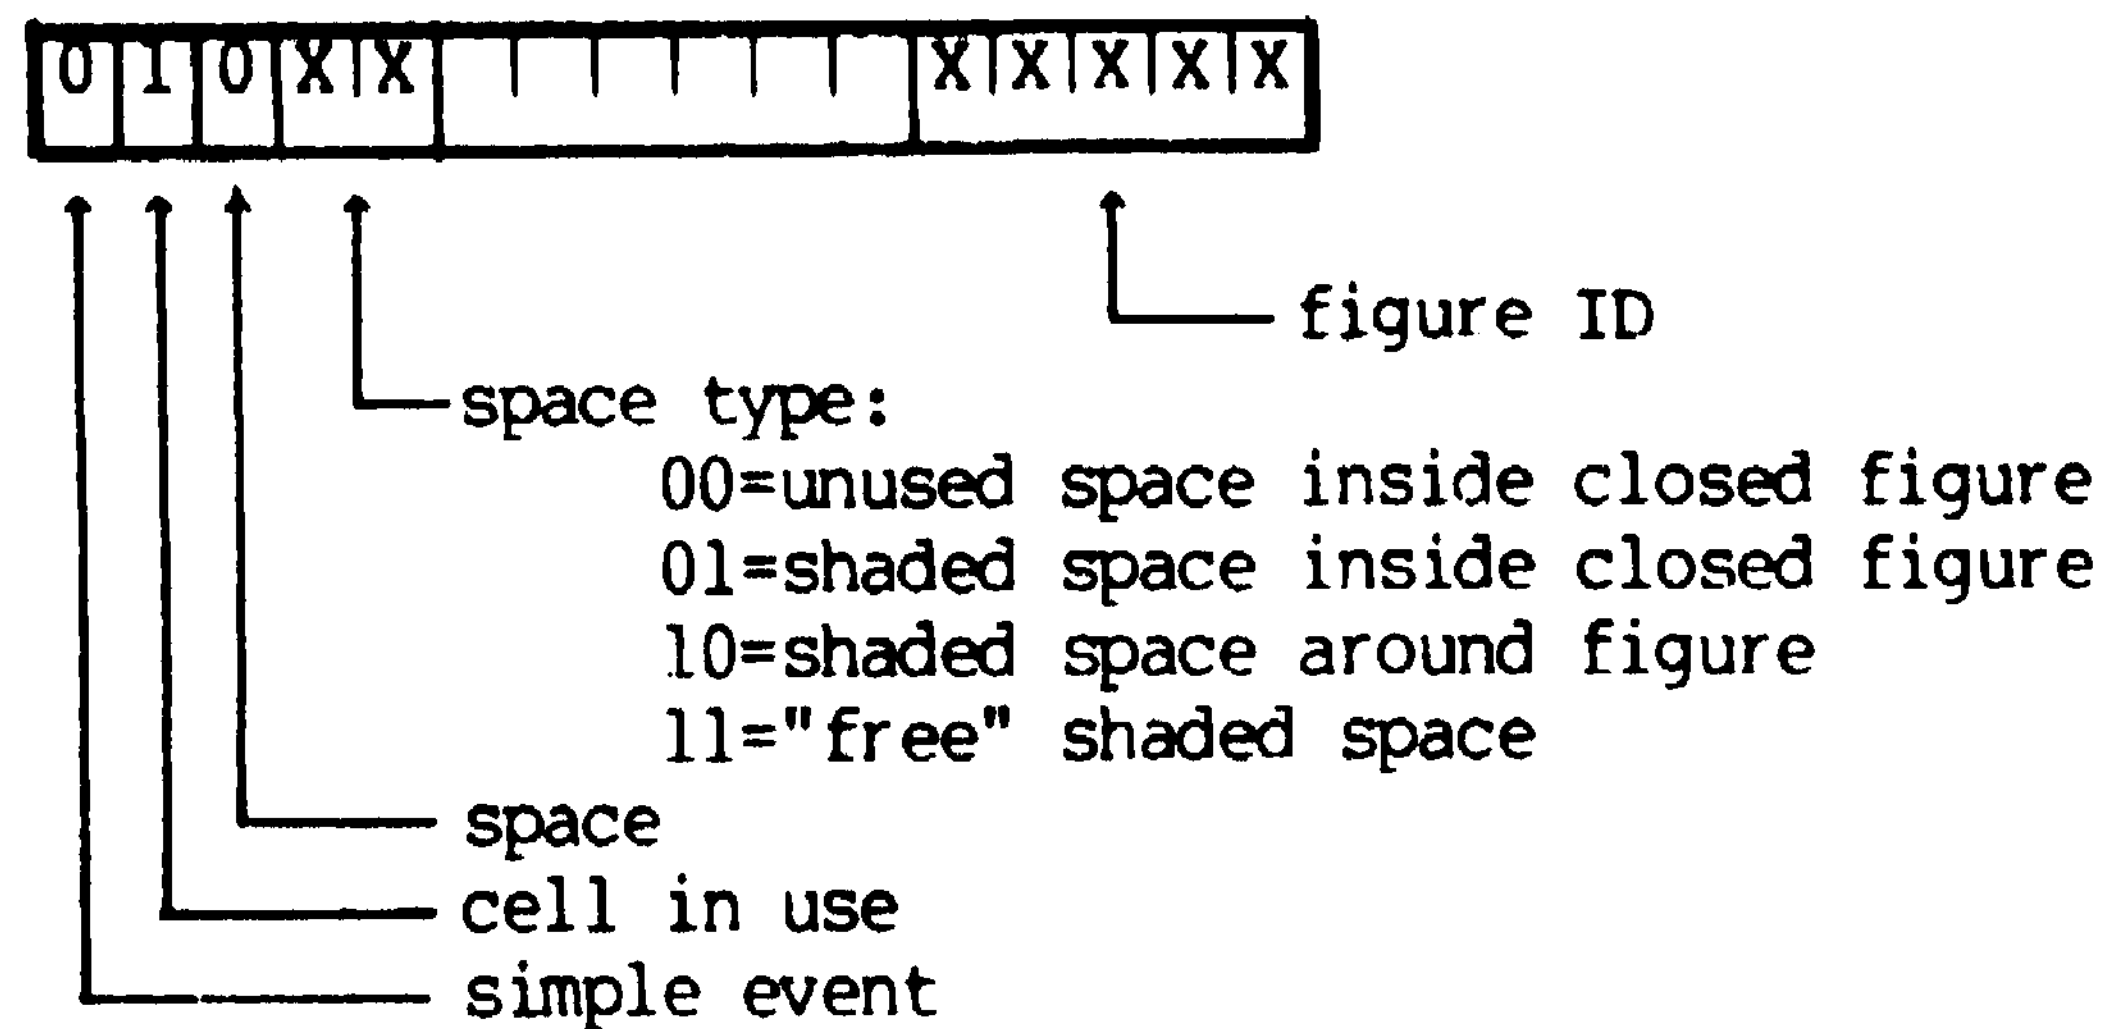 0 1 0 X X X X X X X
figure ID
space type:
00=unused space inside closed figure
01=shaded space inside closed figure
10=shaded space around figure
11="free" shaded space
space
cell in use
simple event